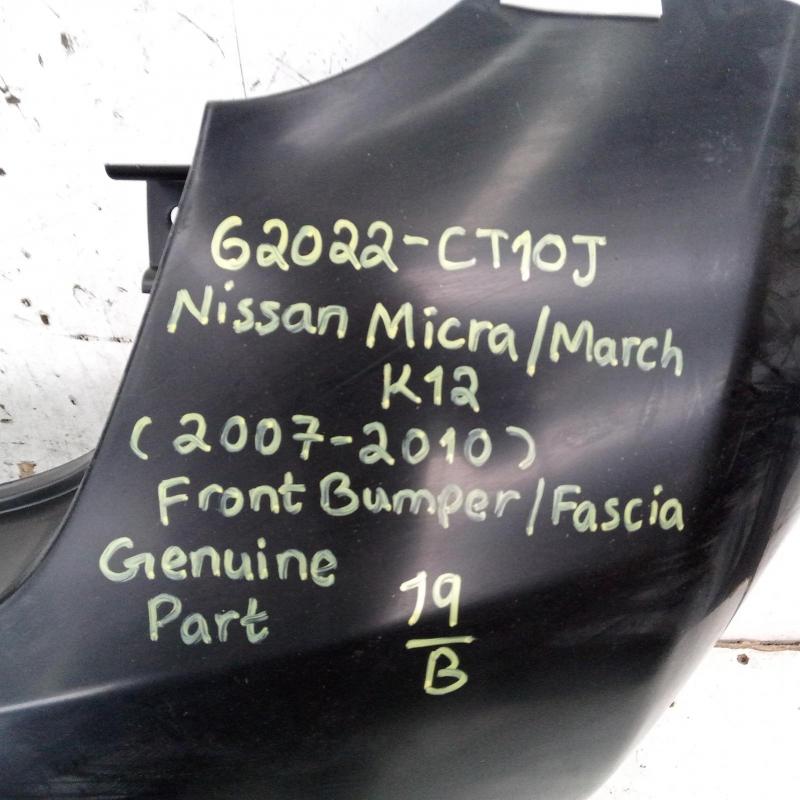 62022-CT10J
Nissan Micra/March
K12
(2007-2010)
Front Bumper/Fascia
Genuine
Part
19
B